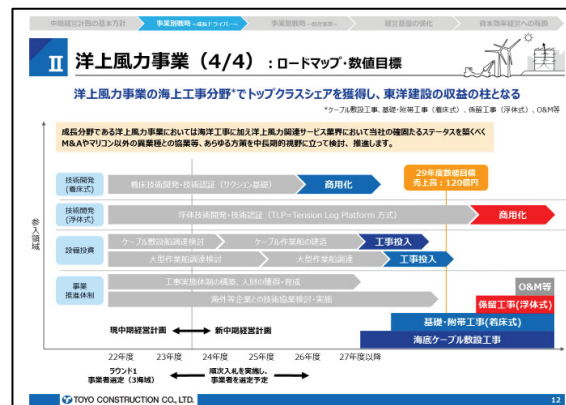 中期経営計画の基本方針
事業別戦略 ~成長ドライバー~
事業別戦略
経営基盤の強化
資本効率経営への転換
Ⅱ 洋上風力事業（4/4）：ロードマップ・数値目標
洋上風力事業の海上工事分野*でトップクラスシェアを獲得し、東洋建設の収益の柱となる
*ケーブル敷設工事、基礎・附帯工事（着床式）、係留工事（浮体式）、O&M等
成長分野である洋上風力事業においては海洋工事に加え洋上風力関連サービス業界において当社の確固たるステータスを築くべく
M&Aやマリコン以外の異業種との協業等、あらゆる方策を中長期的視野に立って検討、推進します。
29年度数値目標
売上高：120億円
参入領域
技術開発
(着床式)
着床技術開発・技術認証（サクション基礎）
商用化
技術開発
(浮体式)
浮体技術開発・技術認証（TLP=Tension Leg Platform 方式）
商用化
設備投資
ケーブル敷設船調達検討
ケーブル作業船の建造
工事投入
大型作業船調達検討
大型作業船調達
工事投入
事業
推進体制
工事実施体制の構築、人財の獲得・育成
海外等企業との技術協業検討・実施
O&M等
係留工事(浮体式)
基礎・附帯工事(着床式)
海底ケーブル敷設工事
現中期経営計画
新中期経営計画
22年度
23年度
24年度
25年度
26年度
27年度以降
ラウンド1
事業者選定（3海域）
順次入札を実施し、
事業者を選定予定
TOYO CONSTRUCTION CO., LTD.
12